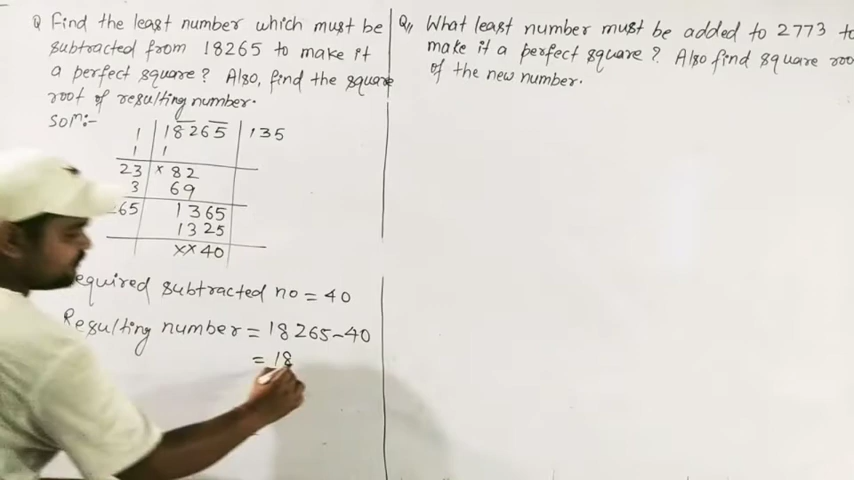 Q Find the least number which must be
subtracted from 18265 to make it
a perfect square? Also, find the square
root of resulting number.
Solⁿ:-
1 | 18265 | 135
1 | 1
23 | × 82
3 | 69
265 | 1365
1325
×× 40
equired subtracted no = 40
Resulting number = 18265-40
= 18
Q,, What least number must be added to 2773 to
make it a perfect square? Also find square roo
of the new number.